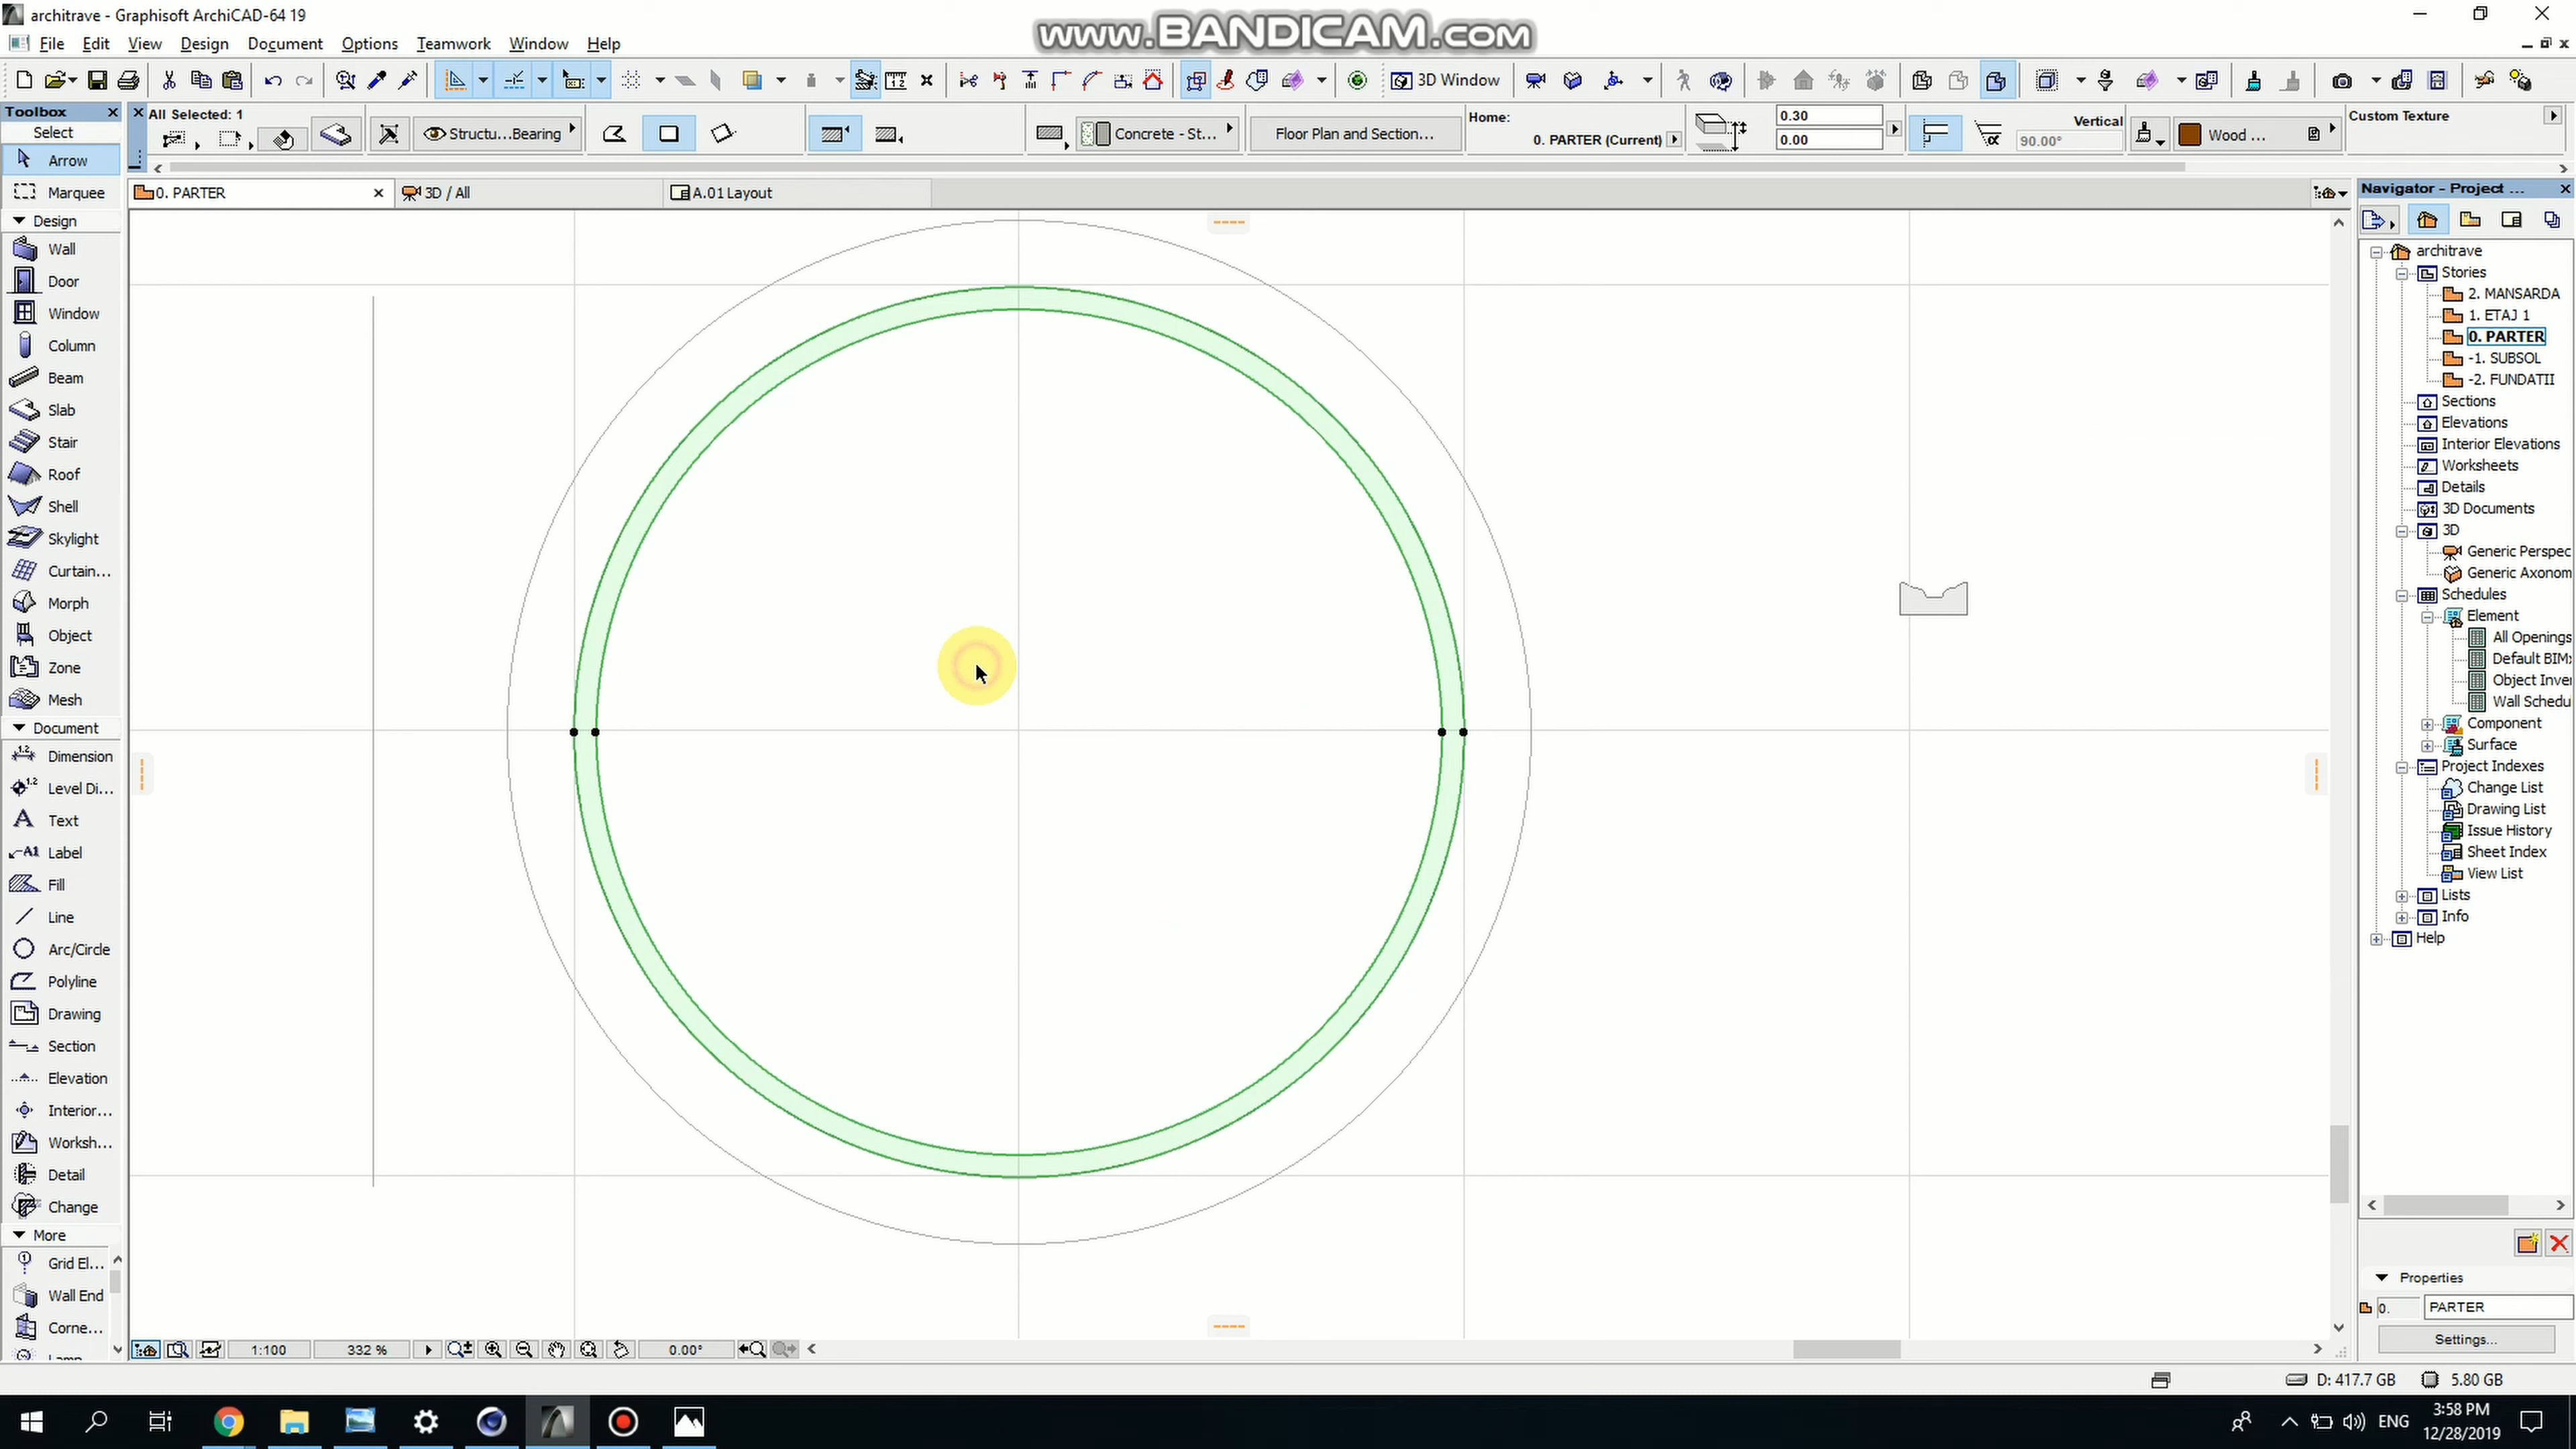 architrave - Graphisoft ArchiCAD-64 19
www.BANDICAM.com
File Edit View Design Document Options Teamwork Window Help
3D Window
Toolbox
Select
Arrow
Marquee
Design
Wall
Door
Window
Column
Beam
Slab
Stair
Roof
Shell
Skylight
Curtain...
Morph
Object
Zone
Mesh
Document
Dimension
Level Di...
Text
Label
Fill
Line
Arc/Circle
Polyline
Drawing
Section
Elevation
Interior...
Worksh...
Detail
Change
More
Grid El...
Wall End
Corne...
All Selected: 1
Structu...Bearing
Concrete - St...
Floor Plan and Section...
Home:
0. PARTER (Current)
0.30
0.00
Vertical
90.00°
Wood ...
Custom Texture
0. PARTER
3D / All
A.01 Layout
Navigator - Project ...
architrave
Stories
2. MANSARDA
1. ETAJ 1
0. PARTER
-1. SUBSOL
-2. FUNDATII
Sections
Elevations
Interior Elevations
Worksheets
Details
3D Documents
3D
Generic Perspec
Generic Axonom
Schedules
Element
All Openings
Default BIM:
Object Inver
Wall Schedu
Component
Surface
Project Indexes
Change List
Drawing List
Issue History
Sheet Index
View List
Lists
Info
Help
Properties
0. PARTER
Settings...
1:100 332 % 0.00°
D: 417.7 GB 5.80 GB
ENG
3:58 PM
12/28/2019